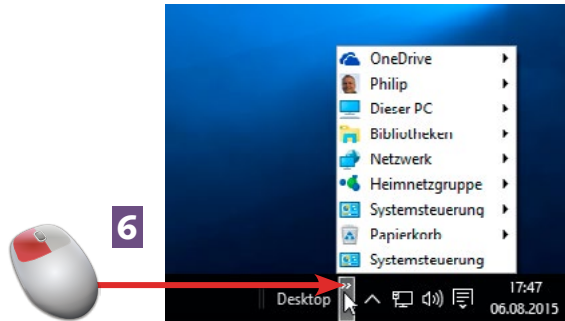 OneDrive
Philip
Dieser PC
Bibliotheken
Netzwerk
Heimnetzgruppe
Systemsteuerung
Papierkorb
Systemsteuerung
6
Desktop » 17:47
06.08.2015